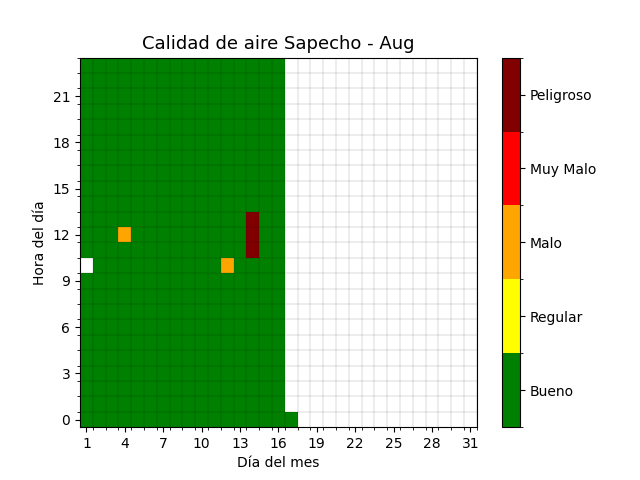 Calidad de aire Sapecho - Aug
Peligroso
Muy Malo
Malo
Regular
Bueno
Hora del día
21
18
15
12
9
6
3
0
1 4 7 10 13 16 19 22 25 28 31
Día del mes